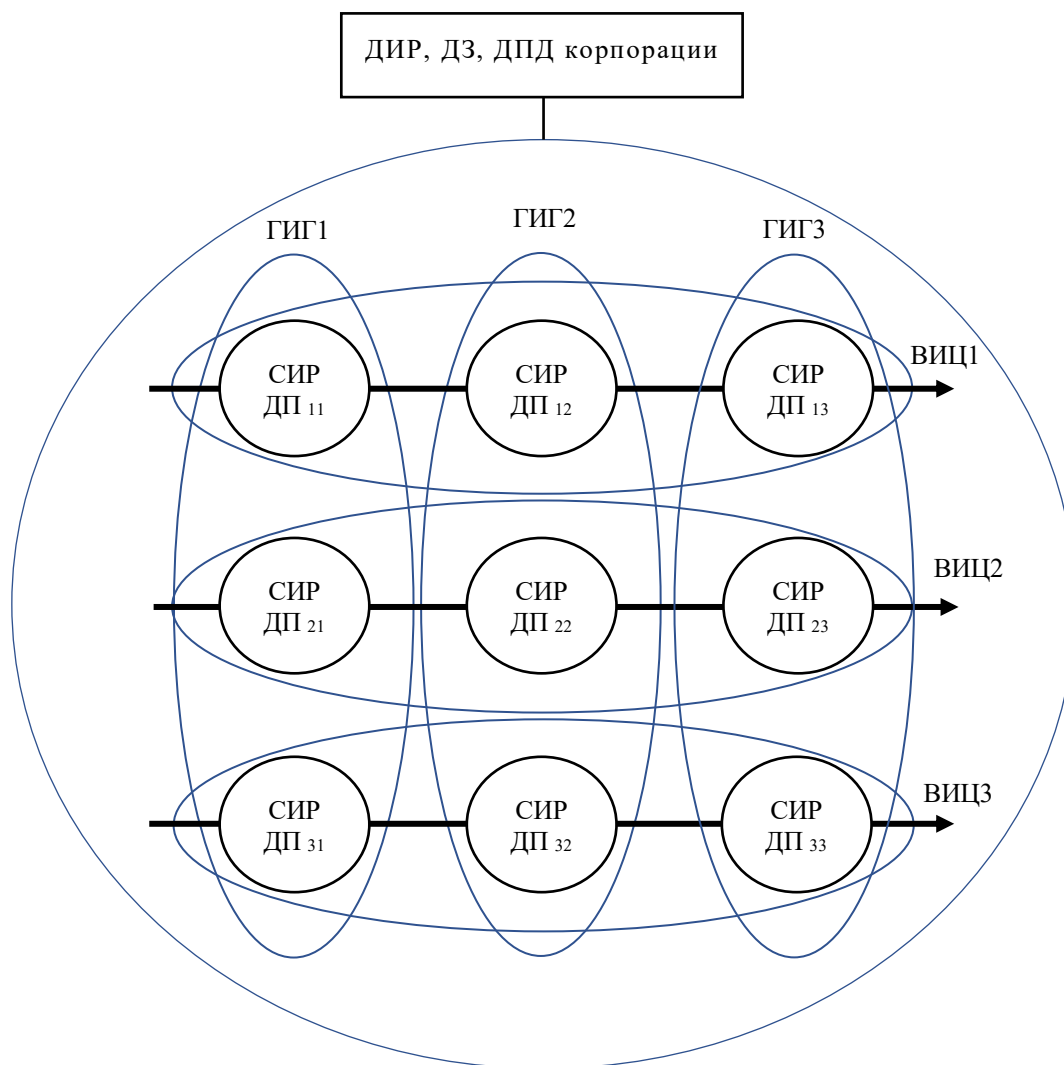 ДИР, ДЗ, ДПД корпорации
ГИГ1
ГИГ2
ГИГ3
ВИЦ1
СИР
ДП 11
СИР
ДП 12
СИР
ДП 13
ВИЦ2
СИР
ДП 21
СИР
ДП 22
СИР
ДП 23
ВИЦ3
СИР
ДП 31
СИР
ДП 32
СИР
ДП 33